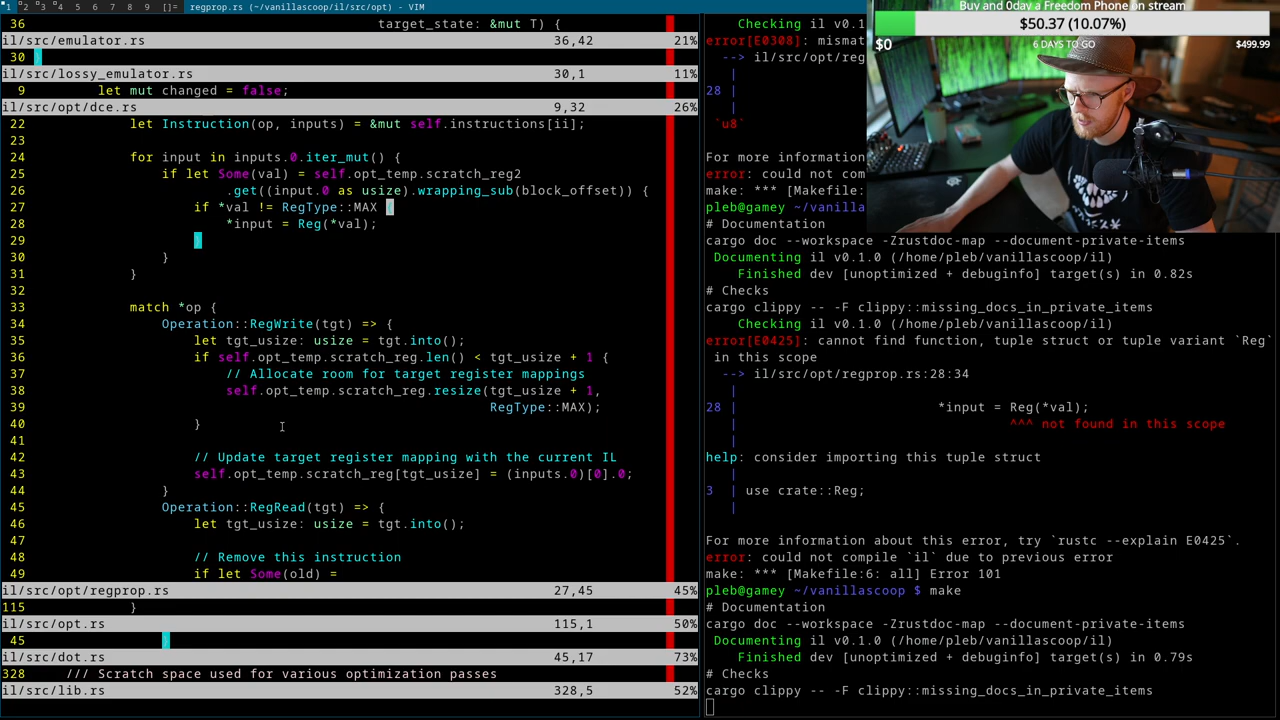 1 2 3 4 5 6 7 8 9 []= regprop.rs (~/vanillascoop/il/src/opt) - VIM
36 target_state: &mut T) {
il/src/emulator.rs 36,42 21%
30 }
il/src/lossy_emulator.rs 30,1 11%
9 let mut changed = false;
il/src/opt/dce.rs 9,32 26%
22 let Instruction(op, inputs) = &mut self.instructions[ii];
23
24 for input in inputs.0.iter_mut() {
25 if let Some(val) = self.opt_temp.scratch_reg2
26 .get((input.0 as usize).wrapping_sub(block_offset)) {
27 if *val != RegType::MAX {
28 *input = Reg(*val);
29 }
30 }
31 }
32
33 match *op {
34 Operation::RegWrite(tgt) => {
35 let tgt_usize: usize = tgt.into();
36 if self.opt_temp.scratch_reg.len() < tgt_usize + 1 {
37 // Allocate room for target register mappings
38 self.opt_temp.scratch_reg.resize(tgt_usize + 1,
39 RegType::MAX);
40 }
41
42 // Update target register mapping with the current IL
43 self.opt_temp.scratch_reg[tgt_usize] = (inputs.0)[0].0;
44 }
45 Operation::RegRead(tgt) => {
46 let tgt_usize: usize = tgt.into();
47
48 // Remove this instruction
49 if let Some(old) =
il/src/opt/regprop.rs 27,45 45%
115 }
il/src/opt.rs 115,1 50%
45 }
il/src/dot.rs 45,17 73%
328 /// Scratch space used for various optimization passes
il/src/lib.rs 328,5 52%
Checking il v0.1.0
error[E0308]: mismat
--> il/src/opt/reg
|
28 |
|
`u8`
For more information
error: could not com
make: *** [Makefile:
pleb@gamey ~/vanilla
# Documentation
cargo doc --workspace -Zrustdoc-map --document-private-items
Documenting il v0.1.0 (/home/pleb/vanillascoop/il)
Finished dev [unoptimized + debuginfo] target(s) in 0.82s
# Checks
cargo clippy -- -F clippy::missing_docs_in_private_items
Checking il v0.1.0 (/home/pleb/vanillascoop/il)
error[E0425]: cannot find function, tuple struct or tuple variant `Reg`
in this scope
--> il/src/opt/regprop.rs:28:34
|
28 | *input = Reg(*val);
| ^^^ not found in this scope
|
help: consider importing this tuple struct
|
3 | use crate::Reg;
|
For more information about this error, try `rustc --explain E0425`.
error: could not compile `il` due to previous error
make: *** [Makefile:6: all] Error 101
pleb@gamey ~/vanillascoop $ make
# Documentation
cargo doc --workspace -Zrustdoc-map --document-private-items
Documenting il v0.1.0 (/home/pleb/vanillascoop/il)
Finished dev [unoptimized + debuginfo] target(s) in 0.79s
# Checks
cargo clippy -- -F clippy::missing_docs_in_private_items
Buy and 0day a Freedom Phone on stream
$50.37 (10.07%)
$0 6 DAYS TO GO $499.99